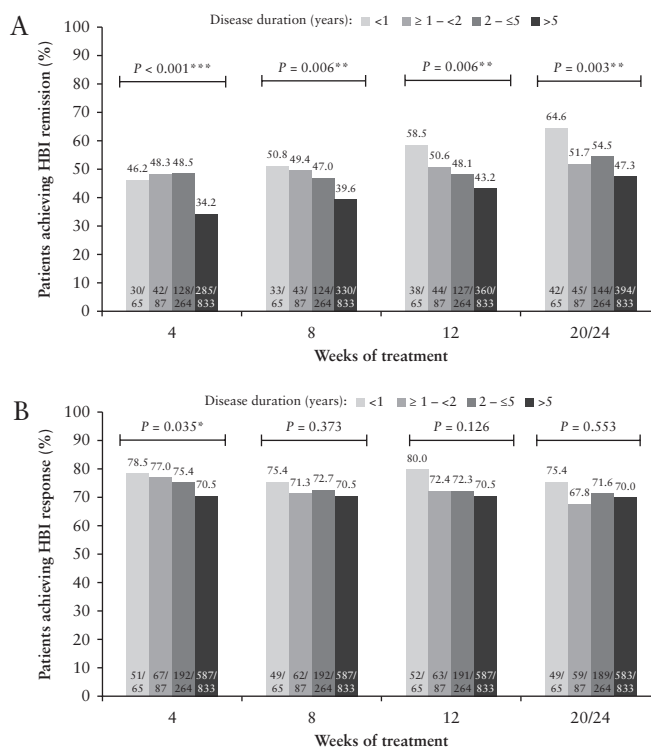 A
Disease duration (years): <1 ≥ 1 – <2 2 – ≤5 >5
Patients achieving HBI remission (%)
100
90
80
70
60
50
40
30
20
10
0
P < 0.001***
P = 0.006**
P = 0.006**
P = 0.003**
46.2 48.3 48.5 34.2
50.8 49.4 47.0 39.6
58.5 50.6 48.1 43.2
64.6 51.7 54.5 47.3
30/ 42/ 128/ 285/
65 87 264 833
33/ 43/ 124/ 330/
65 87 264 833
38/ 44/ 127/ 360/
65 87 264 833
42/ 45/ 144/ 394/
65 87 264 833
4 8 12 20/24
Weeks of treatment
B
Disease duration (years): <1 ≥ 1 – <2 2 – ≤5 >5
Patients achieving HBI response (%)
100
90
80
70
60
50
40
30
20
10
0
P = 0.035*
P = 0.373
P = 0.126
P = 0.553
78.5 77.0 75.4 70.5
75.4 71.3 72.7 70.5
80.0 72.4 72.3 70.5
75.4 67.8 71.6 70.0
51/ 67/ 192/ 587/
65 87 264 833
49/ 62/ 192/ 587/
65 87 264 833
52/ 63/ 191/ 587/
65 87 264 833
49/ 59/ 189/ 583/
65 87 264 833
4 8 12 20/24
Weeks of treatment